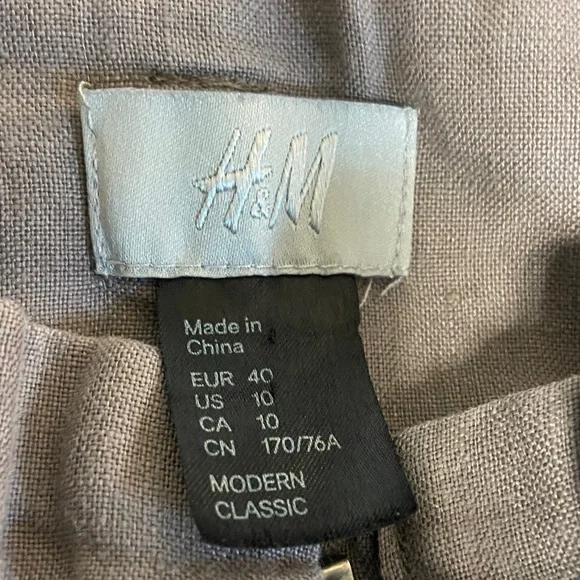 H&M
Made in
China
EUR 40
US 10
CA 10
CN 170/76A
MODERN
CLASSIC